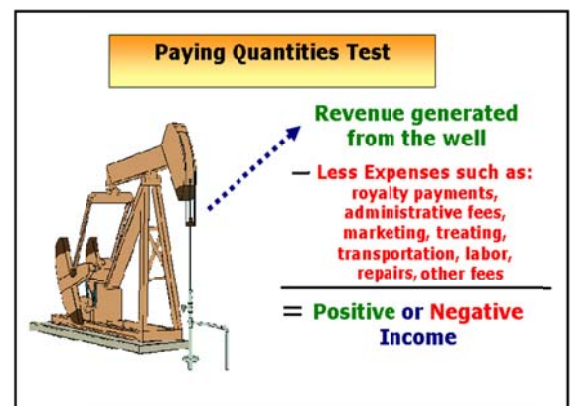 Paying Quantities Test
Revenue generated
from the well
— Less Expenses such as:
royalty payments,
administrative fees,
marketing, treating,
transportation, labor,
repairs, other fees
= Positive or Negative
Income